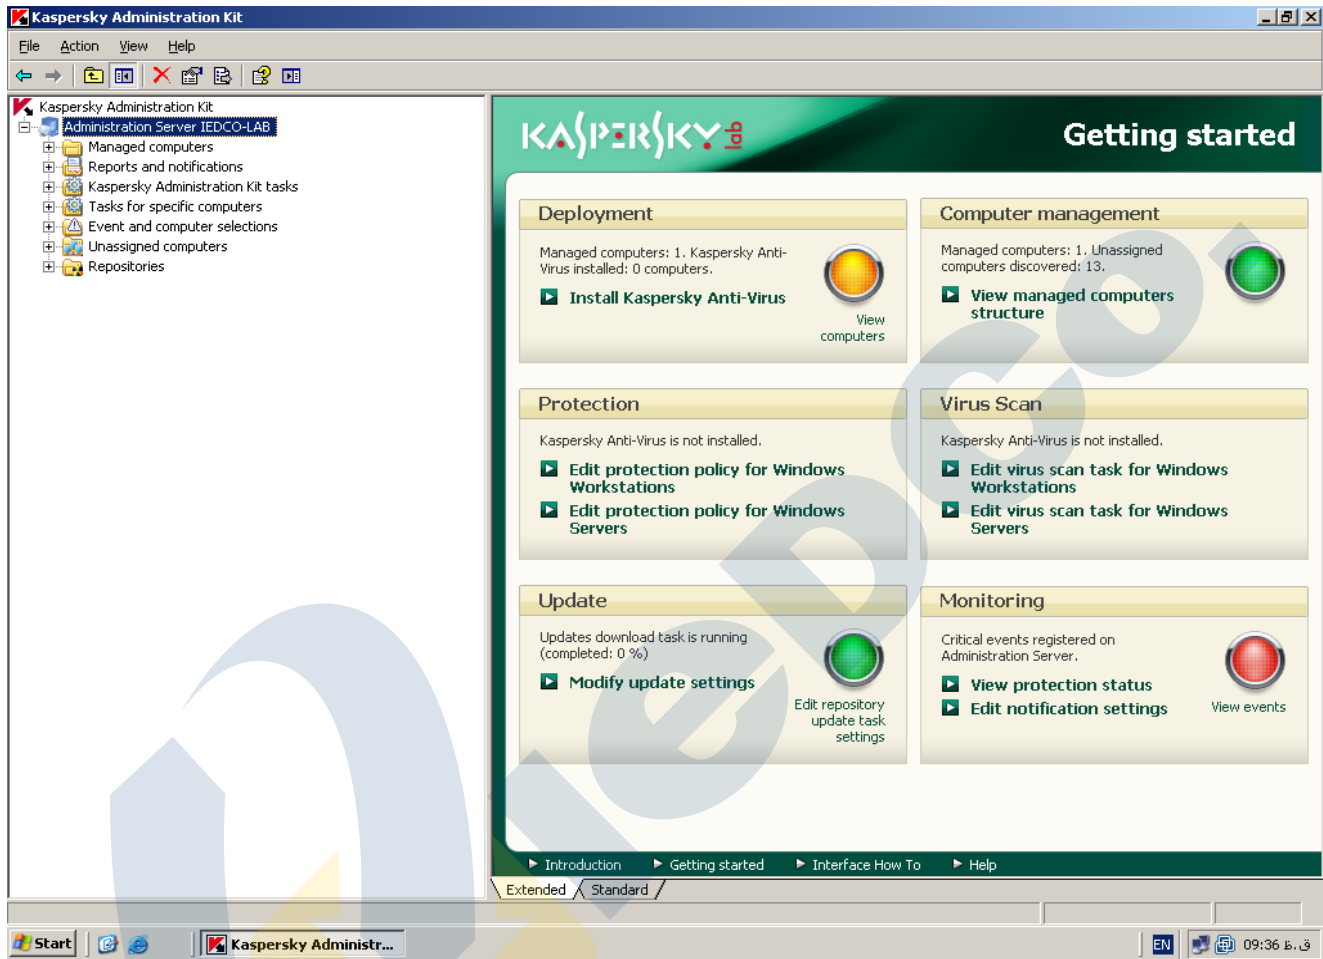 Kaspersky Administration Kit
File Action View Help
Kaspersky Administration Kit
Administration Server IEDCO-LAB
Managed computers
Reports and notifications
Kaspersky Administration Kit tasks
Tasks for specific computers
Event and computer selections
Unassigned computers
Repositories
KASPERSKY lab
Getting started
Deployment
Managed computers: 1. Kaspersky Anti-
Virus installed: 0 computers.
Install Kaspersky Anti-Virus
View
computers
Computer management
Managed computers: 1. Unassigned
computers discovered: 13.
View managed computers
structure
Protection
Kaspersky Anti-Virus is not installed.
Edit protection policy for Windows
Workstations
Edit protection policy for Windows
Servers
Virus Scan
Kaspersky Anti-Virus is not installed.
Edit virus scan task for Windows
Workstations
Edit virus scan task for Windows
Servers
Update
Updates download task is running
(completed: 0 %)
Modify update settings
Edit repository
update task
settings
Monitoring
Critical events registered on
Administration Server.
View protection status
Edit notification settings
View events
Introduction Getting started Interface How To Help
Extended Standard
Start Kaspersky Administr... EN 09:36 ق.ظ
IeDCo.